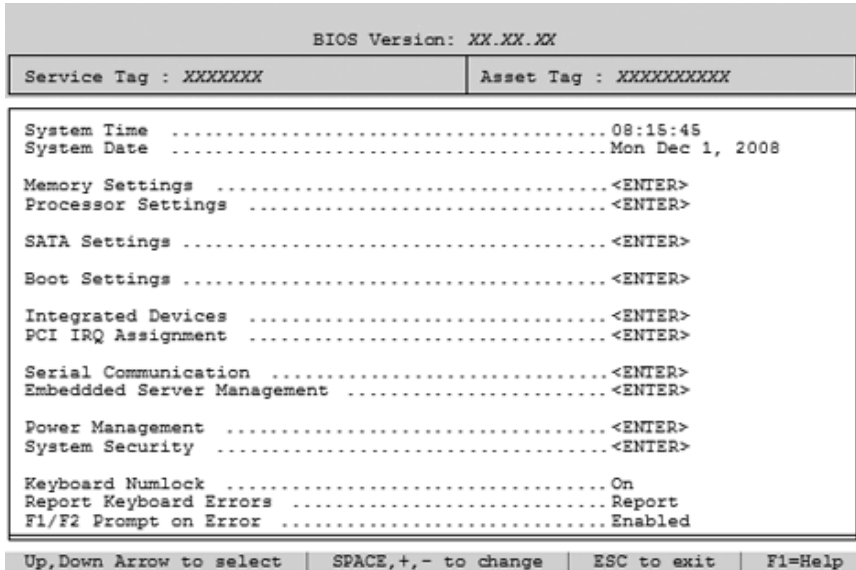 BIOS Version: XX.XX.XX
Service Tag : XXXXXXX
Asset Tag : XXXXXXXXXX
System Time ......................................08:15:45
System Date ......................................Mon Dec 1, 2008
Memory Settings ..................................<ENTER>
Processor Settings ...............................<ENTER>
SATA Settings .....................................<ENTER>
Boot Settings .....................................<ENTER>
Integrated Devices ...............................<ENTER>
PCI IRQ Assignment ...............................<ENTER>
Serial Communication .............................<ENTER>
Embeddded Server Management ......................<ENTER>
Power Management .................................<ENTER>
System Security ..................................<ENTER>
Keyboard Numlock .................................On
Report Keyboard Errors ...........................Report
F1/F2 Prompt on Error ............................Enabled
Up,Down Arrow to select | SPACE,+,- to change | ESC to exit | F1=Help